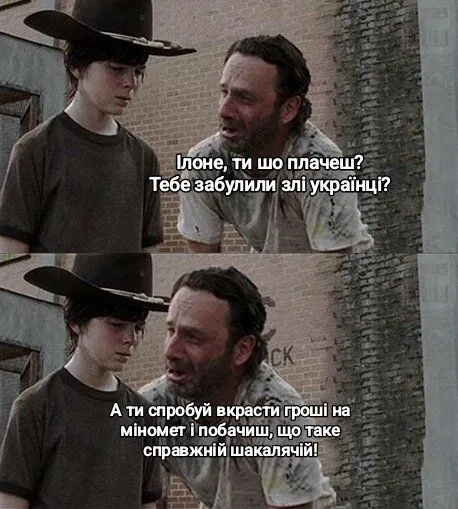 Ілоне, ти шо плачеш?
Тебе забулили злі українці?
А ти спробуй вкрасти гроші на
міномет і побачиш, що таке
справжній шакалячій!